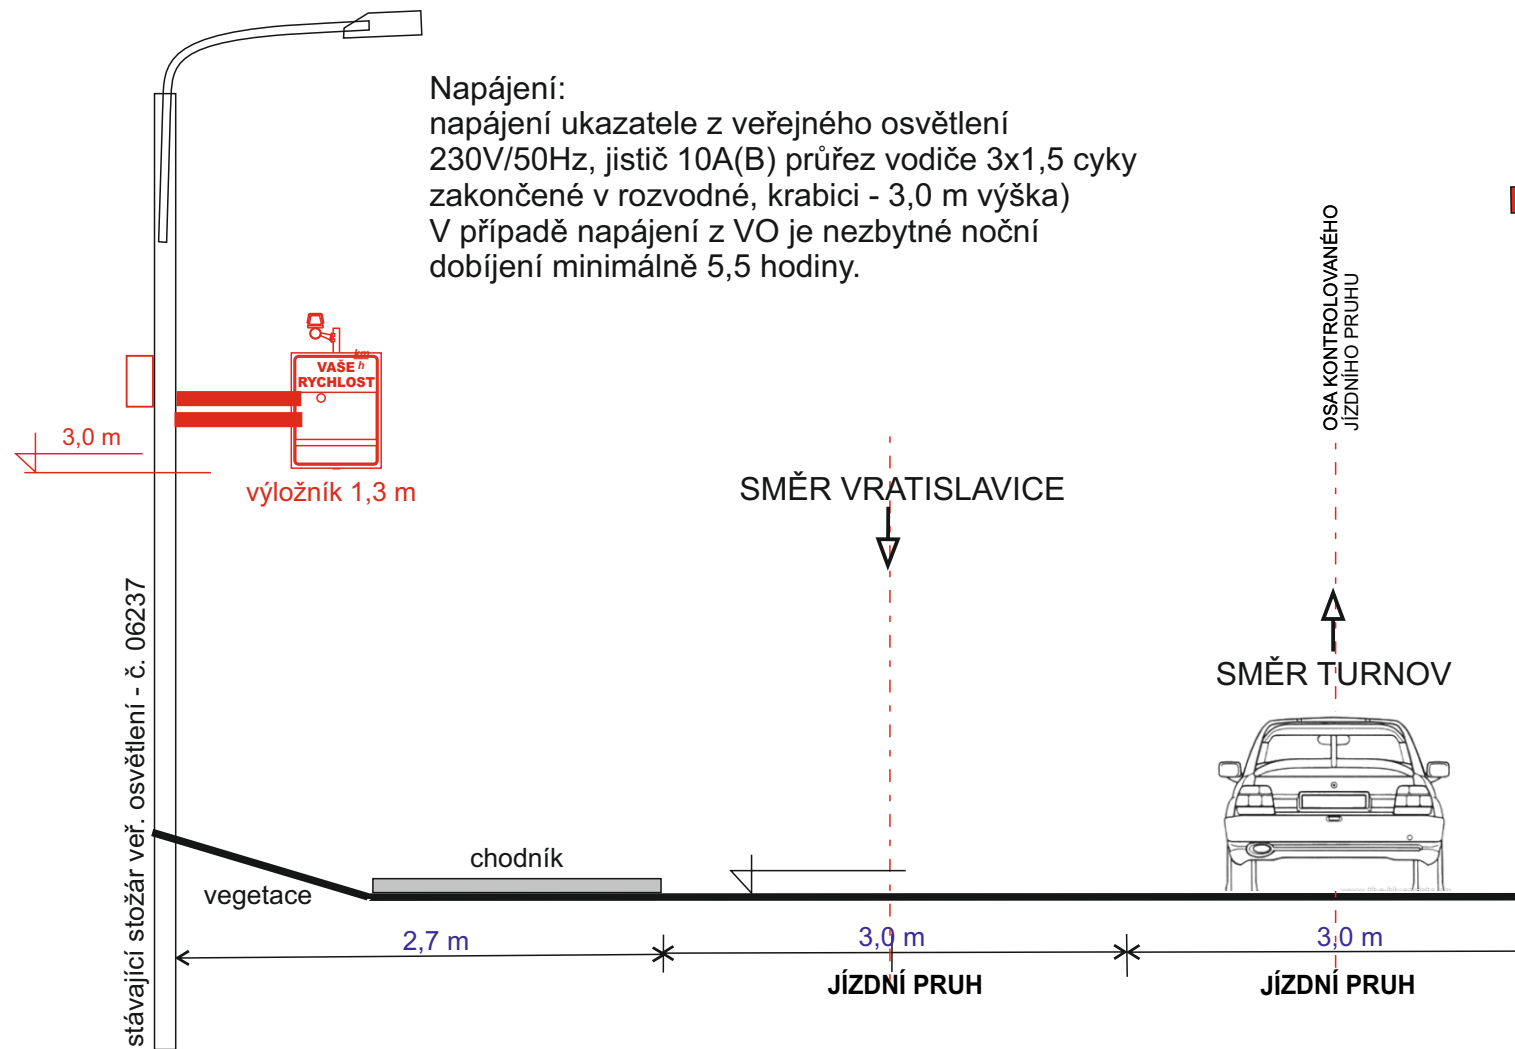 Napájení:
napájení ukazatele z veřejného osvětlení
230V/50Hz, jistič 10A(B) průřez vodiče 3x1,5 cyky
zakončené v rozvodné, krabici - 3,0 m výška)
V případě napájení z VO je nezbytné noční
dobíjení minimálně 5,5 hodiny.
OSA KONTROLOVANÉHO
JÍZDNÍHO PRUHU
km
h
VAŠE
RYCHLOST
3,0 m
výložník 1,3 m
SMĚR VRATISLAVICE
SMĚR TURNOV
stávající stožár veř. osvětlení - č. 06237
chodník
vegetace
2,7 m
3,0 m
3,0 m
JÍZDNÍ PRUH
JÍZDNÍ PRUH